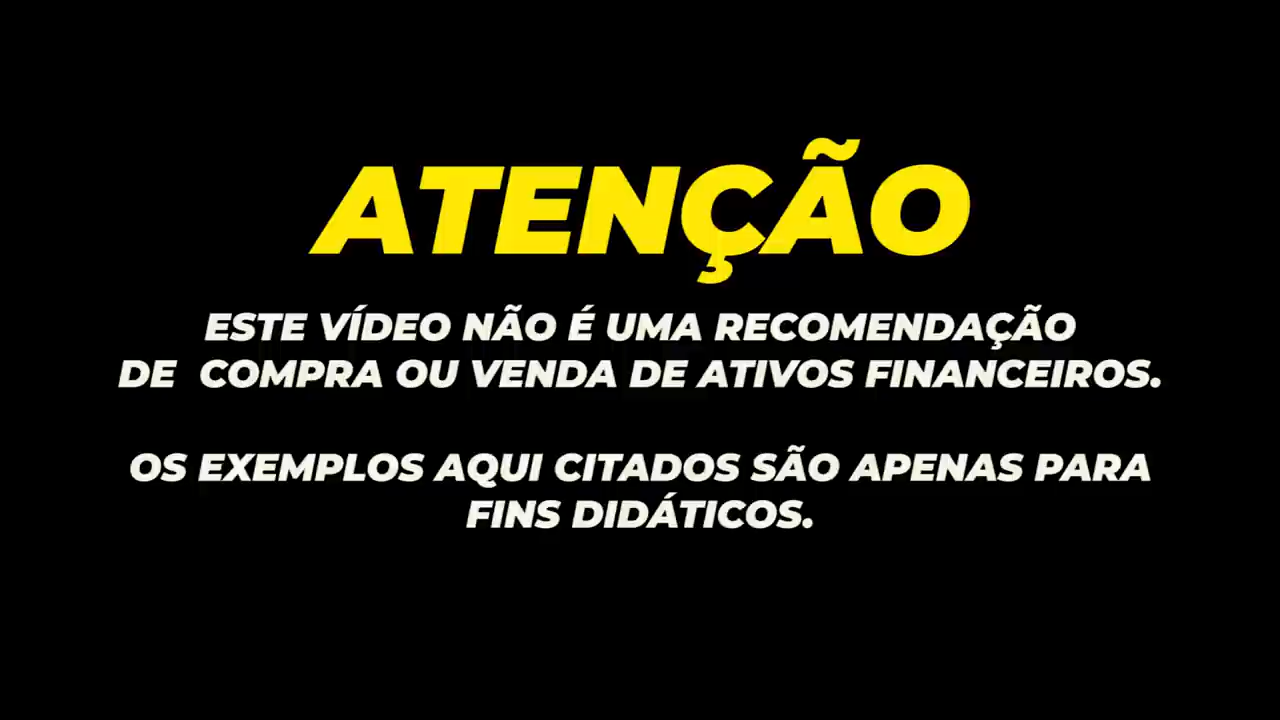 ATENÇÃO
ESTE VÍDEO NÃO É UMA RECOMENDAÇÃO
DE  COMPRA OU VENDA DE ATIVOS FINANCEIROS.
OS EXEMPLOS AQUI CITADOS SÃO APENAS PARA
FINS DIDÁTICOS.